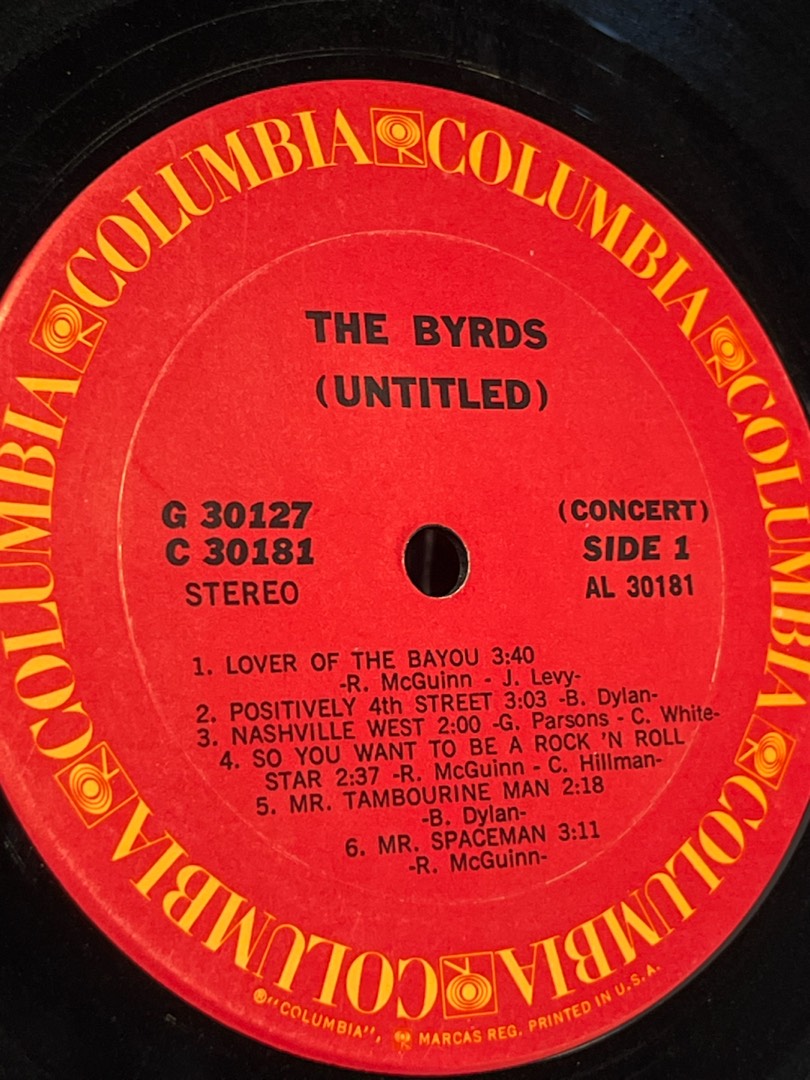 COLUMBIA COLUMBIA COLUMBIA COLUMBIA COLUMBIA COLUMBIA COLUMBIA
THE BYRDS
(UNTITLED)
G 30127
C 30181
STEREO
(CONCERT)
SIDE 1
AL 30181
1. LOVER OF THE BAYOU 3:40
-R. McGuinn - J. Levy-
2. POSITIVELY 4th STREET 3:03 -B. Dylan-
3. NASHVILLE WEST 2:00 -G. Parsons - C. White-
4. SO YOU WANT TO BE A ROCK 'N ROLL
STAR 2:37 -R. McGuinn - C. Hillman-
5. MR. TAMBOURINE MAN 2:18
-B. Dylan-
6. MR. SPACEMAN 3:11
-R. McGuinn-
®"COLUMBIA", MARCAS REG. PRINTED IN U.S.A.